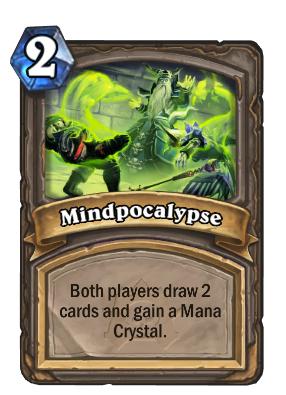 2
Mindpocalypse
Both players draw 2
cards and gain a Mana
Crystal.